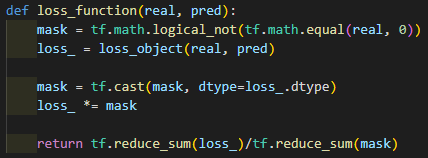 def loss_function(real, pred):
    mask = tf.math.logical_not(tf.math.equal(real, 0))
    loss_ = loss_object(real, pred)

    mask = tf.cast(mask, dtype=loss_.dtype)
    loss_ *= mask

    return tf.reduce_sum(loss_)/tf.reduce_sum(mask)